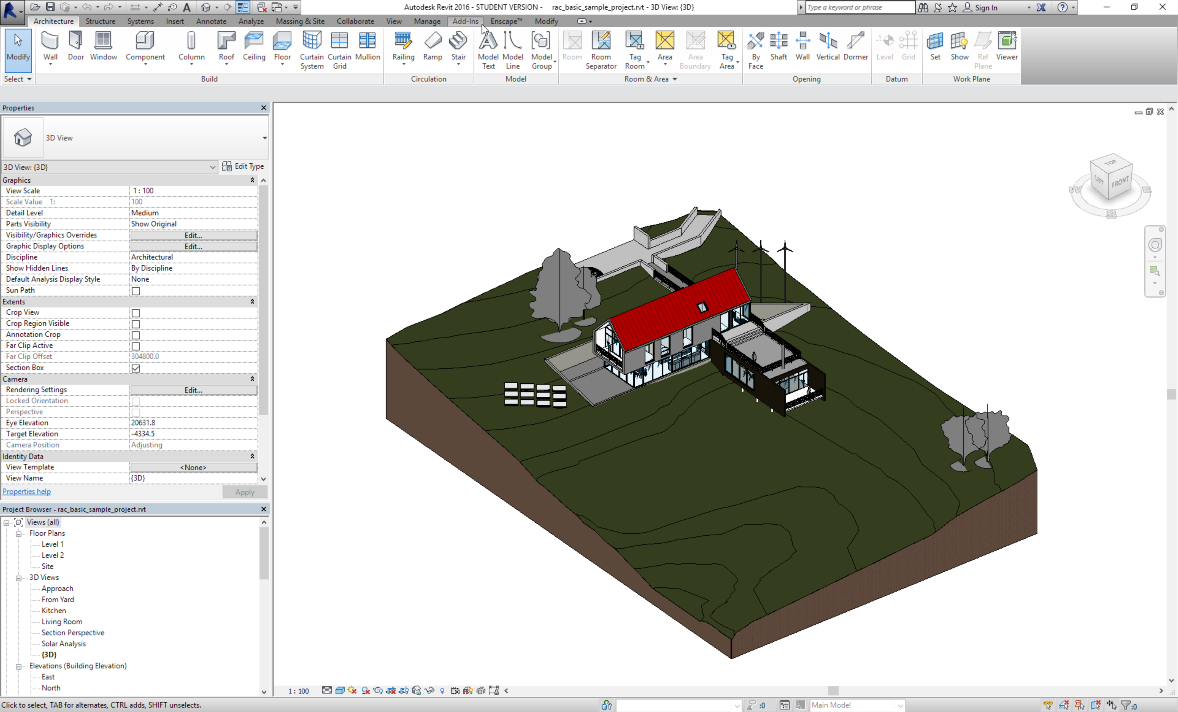 Autodesk Revit 2016 - STUDENT VERSION - rac_basic_sample_project.rvt - 3D View: {3D}
Type a keyword or phrase
Sign In
Architecture Structure Systems Insert Annotate Analyze Massing & Site Collaborate View Manage Add-Ins Enscape™ Modify
Modify Wall Door Window Component Column Roof Ceiling Floor Curtain System Curtain Grid Mullion Railing Ramp Stair Model Text Model Line Model Group Room Room Separator Tag Room Area Area Boundary Tag Area By Face Shaft Wall Vertical Dormer Level Grid Set Show Ref Plane Viewer
Select Build Circulation Model Room & Area Opening Datum Work Plane
Properties
3D View
3D View: {3D} Edit Type
Graphics
View Scale 1 : 100
Scale Value 1: 100
Detail Level Medium
Parts Visibility Show Original
Visibility/Graphics Overrides Edit...
Graphic Display Options Edit...
Discipline Architectural
Show Hidden Lines By Discipline
Default Analysis Display Style None
Sun Path
Extents
Crop View
Crop Region Visible
Annotation Crop
Far Clip Active
Far Clip Offset 304800.0
Section Box
Camera
Rendering Settings Edit...
Locked Orientation
Perspective
Eye Elevation 20631.8
Target Elevation -4334.5
Camera Position Adjusting
Identity Data
View Template <None>
View Name {3D}
Properties help Apply
Project Browser - rac_basic_sample_project.rvt
Views (all)
Floor Plans
Level 1
Level 2
Site
3D Views
Approach
From Yard
Kitchen
Living Room
Section Perspective
Solar Analysis
{3D}
Elevations (Building Elevation)
East
North
TOP
FRONT
1 : 100
Click to select, TAB for alternates, CTRL adds, SHIFT unselects.
:0
Main Model
:0